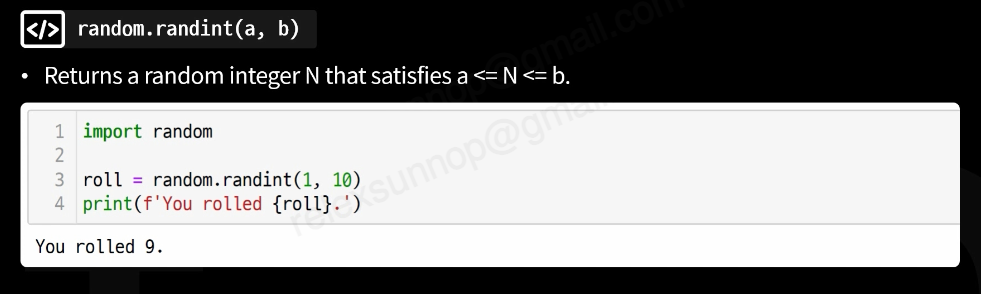 </> random.randint(a, b)
• Returns a random integer N that satisfies a <= N <= b.
1 import random
2
3 roll = random.randint(1, 10)
4 print(f'You rolled {roll}.')
You rolled 9.
relaksunnop@gmail.com